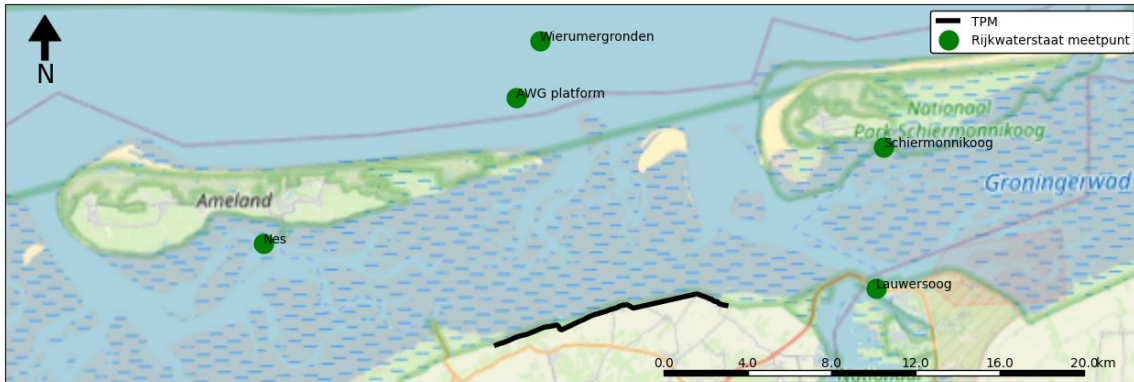 TPM
Rijkwaterstaat meetpunt
N
Wierumergronden
AWG platform
Nationaal
Park Schiermonnikoog
Schiermonnikoog
Groningerwad
Ameland
Nes
Lauwersoog
0.0 4.0 8.0 12.0 16.0 20.0 km
Nationaal